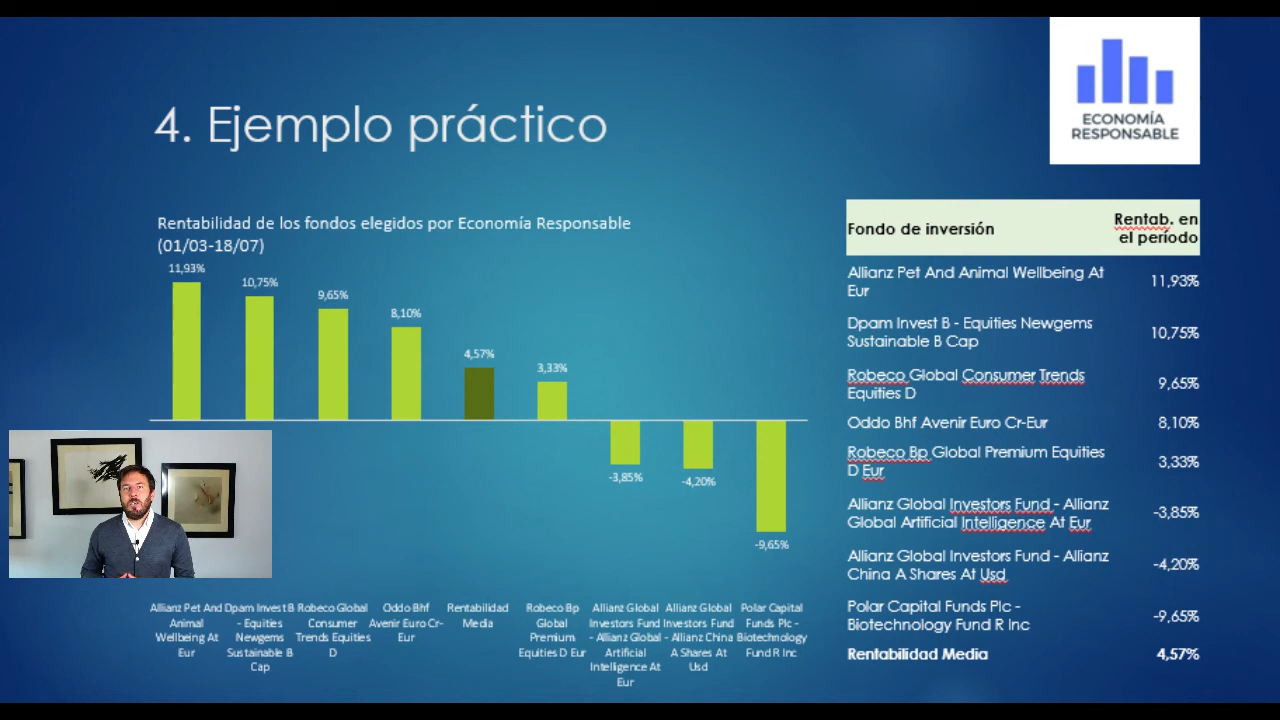 4. Ejemplo práctico
ECONOMÍA
RESPONSABLE
Rentabilidad de los fondos elegidos por Economía Responsable
(01/03-18/07)
11,93%
10,75%
9,65%
8,10%
4,57%
3,33%
-3,85%
-4,20%
-9,65%
Allianz Pet And
Animal
Wellbeing At
Eur
Dpam Invest B
- Equities
Newgems
Sustainable B
Cap
Robeco Global
Consumer
Trends Equities
D
Oddo Bhf
Avenir Euro Cr-
Eur
Rentabilidad
Media
Robeco Bp
Global
Premium
Equities D Eur
Allianz Global
Investors Fund
- Allianz Global
Artificial
Intelligence At
Eur
Allianz Global
Investors Fund
- Allianz China
A Shares At
Usd
Polar Capital
Funds Plc -
Biotechnology
Fund R Inc
Fondo de inversión
Rentab. en
el período
Allianz Pet And Animal Wellbeing At
Eur
11,93%
Dpam Invest B - Equities Newgems
Sustainable B Cap
10,75%
Robeco Global Consumer Trends
Equities D
9,65%
Oddo Bhf Avenir Euro Cr-Eur
8,10%
Robeco Bp Global Premium Equities
D Eur
3,33%
Allianz Global Investors Fund - Allianz
Global Artificial Intelligence At Eur
-3,85%
Allianz Global Investors Fund - Allianz
China A Shares At Usd
-4,20%
Polar Capital Funds Plc -
Biotechnology Fund R Inc
-9,65%
Rentabilidad Media
4,57%